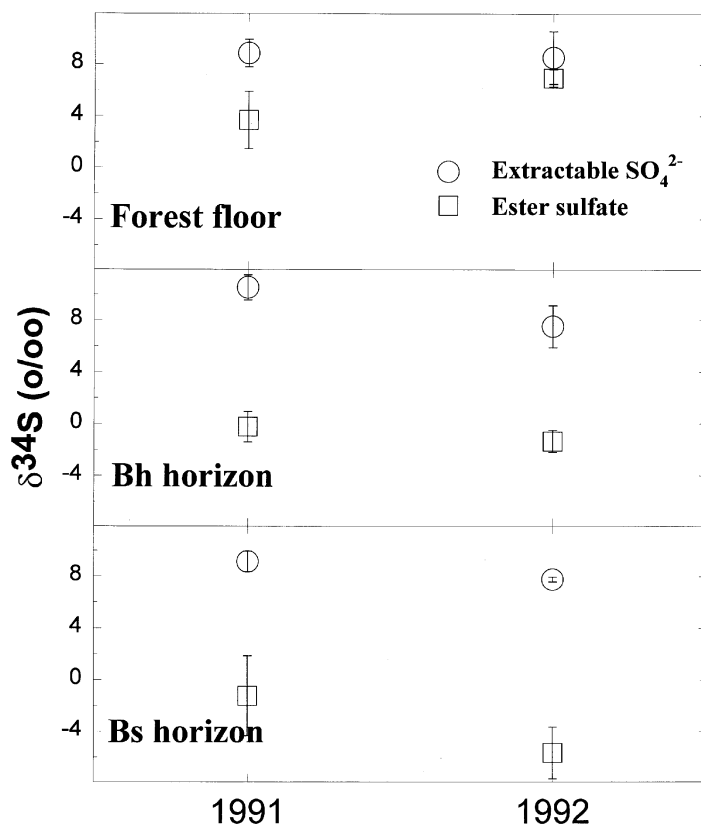 8
4
0
-4
Extractable SO₄²⁻
Ester sulfate
Forest floor
8
4
0
-4
Bh horizon
δ³⁴S (o/oo)
8
4
0
-4
Bs horizon
1991 1992